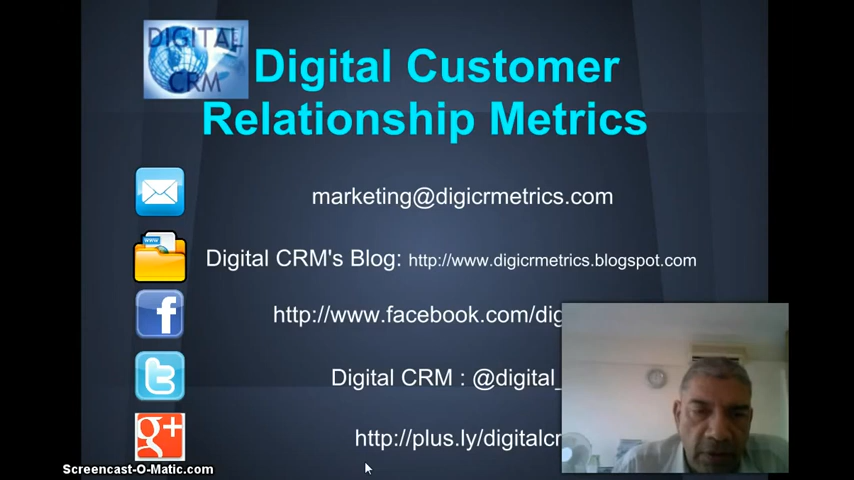 DIGITAL
CRM
Digital Customer
Relationship Metrics
marketing@digicrmetrics.com
www
Digital CRM's Blog: http://www.digicrmetrics.blogspot.com
f
http://www.facebook.com/dig
t
Digital CRM : @digital_
g+
http://plus.ly/digitalcr
Screencast-O-Matic.com